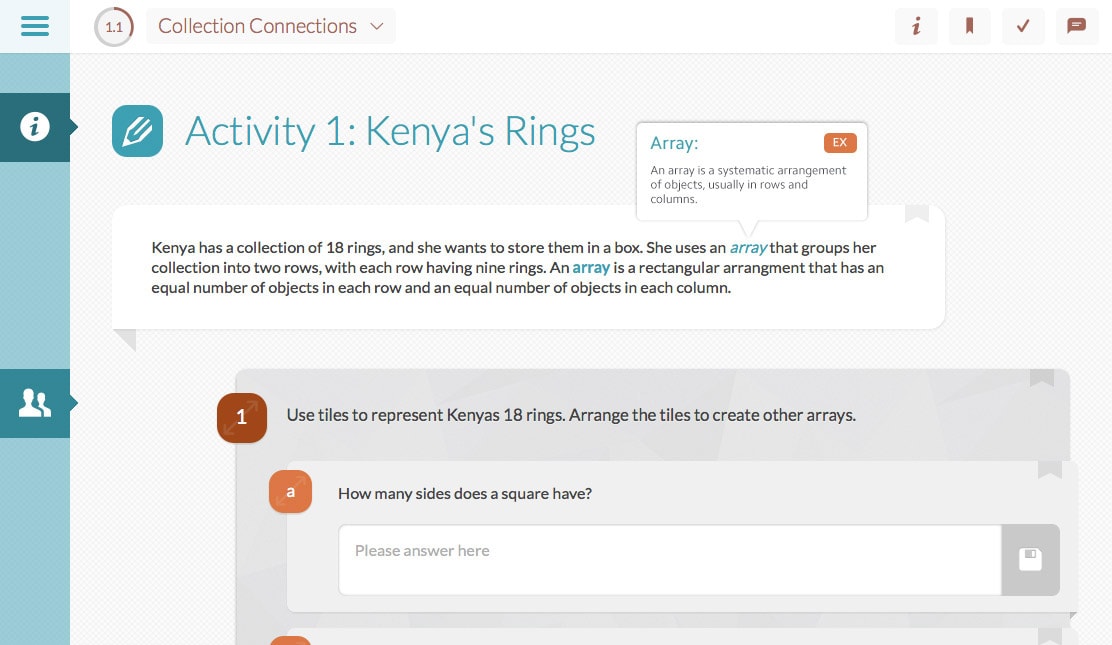 1.1
Collection Connections
Activity 1: Kenya's Rings
Array:
EX
An array is a systematic arrangement
of objects, usually in rows and
columns.
Kenya has a collection of 18 rings, and she wants to store them in a box. She uses an array that groups her
collection into two rows, with each row having nine rings. An array is a rectangular arrangment that has an
equal number of objects in each row and an equal number of objects in each column.
1
Use tiles to represent Kenyas 18 rings. Arrange the tiles to create other arrays.
a
How many sides does a square have?
Please answer here